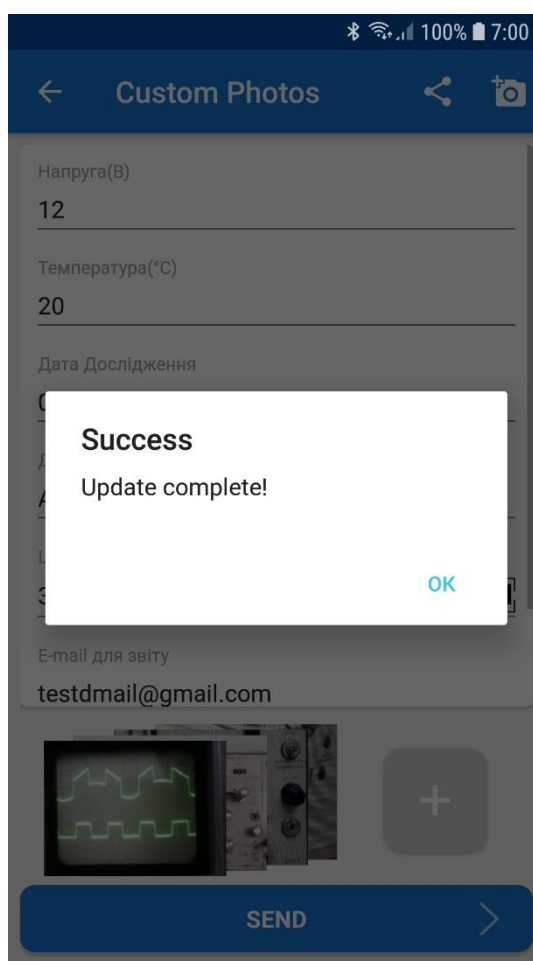 100% 7:00
Custom Photos
Напруга(В)
12
Температура(°C)
20
Дата Дослідження
Success
Update complete!
OK
E-mail для звіту
testdmail@gmail.com
SEND